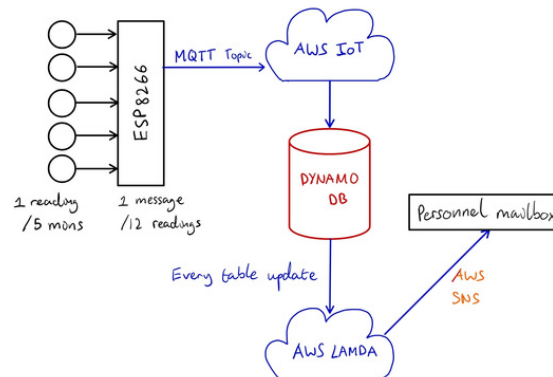 ESP8266
1 reading
/5 mins
1 message
/12 readings
MQTT Topic
AWS IoT
DYNAMO
DB
Every table update
AWS LAMDA
AWS
SNS
Personnel mailbox